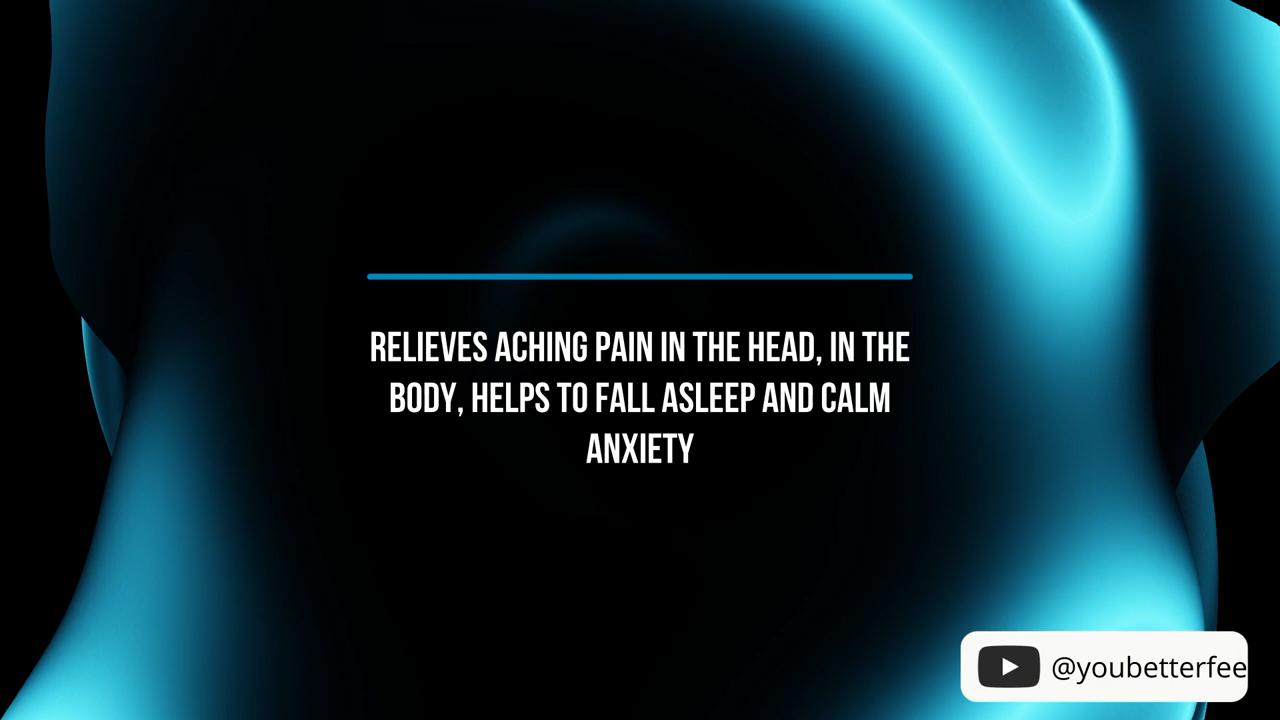 RELIEVES ACHING PAIN IN THE HEAD, IN THE
BODY, HELPS TO FALL ASLEEP AND CALM
ANXIETY
@youbetterfee